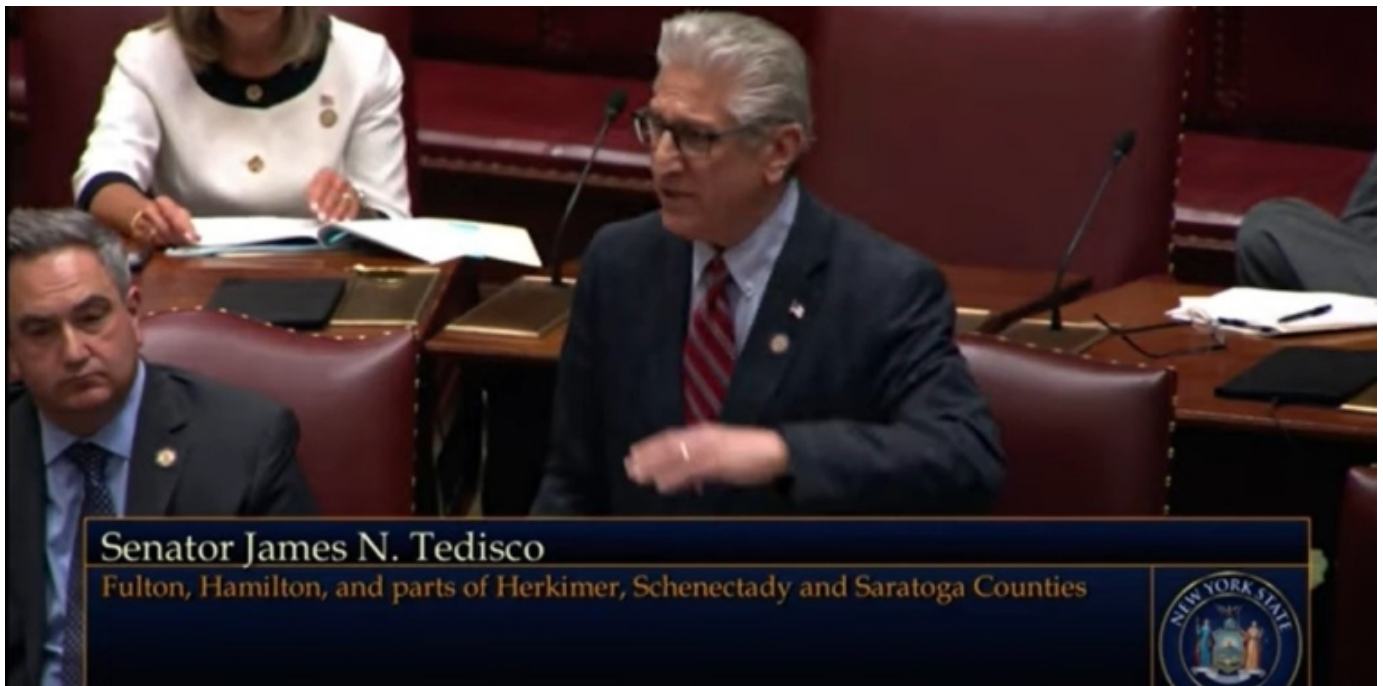 Senator James N. Tedisco
Fulton, Hamilton, and parts of Herkimer, Schenectady and Saratoga Counties
NEW YORK STATE